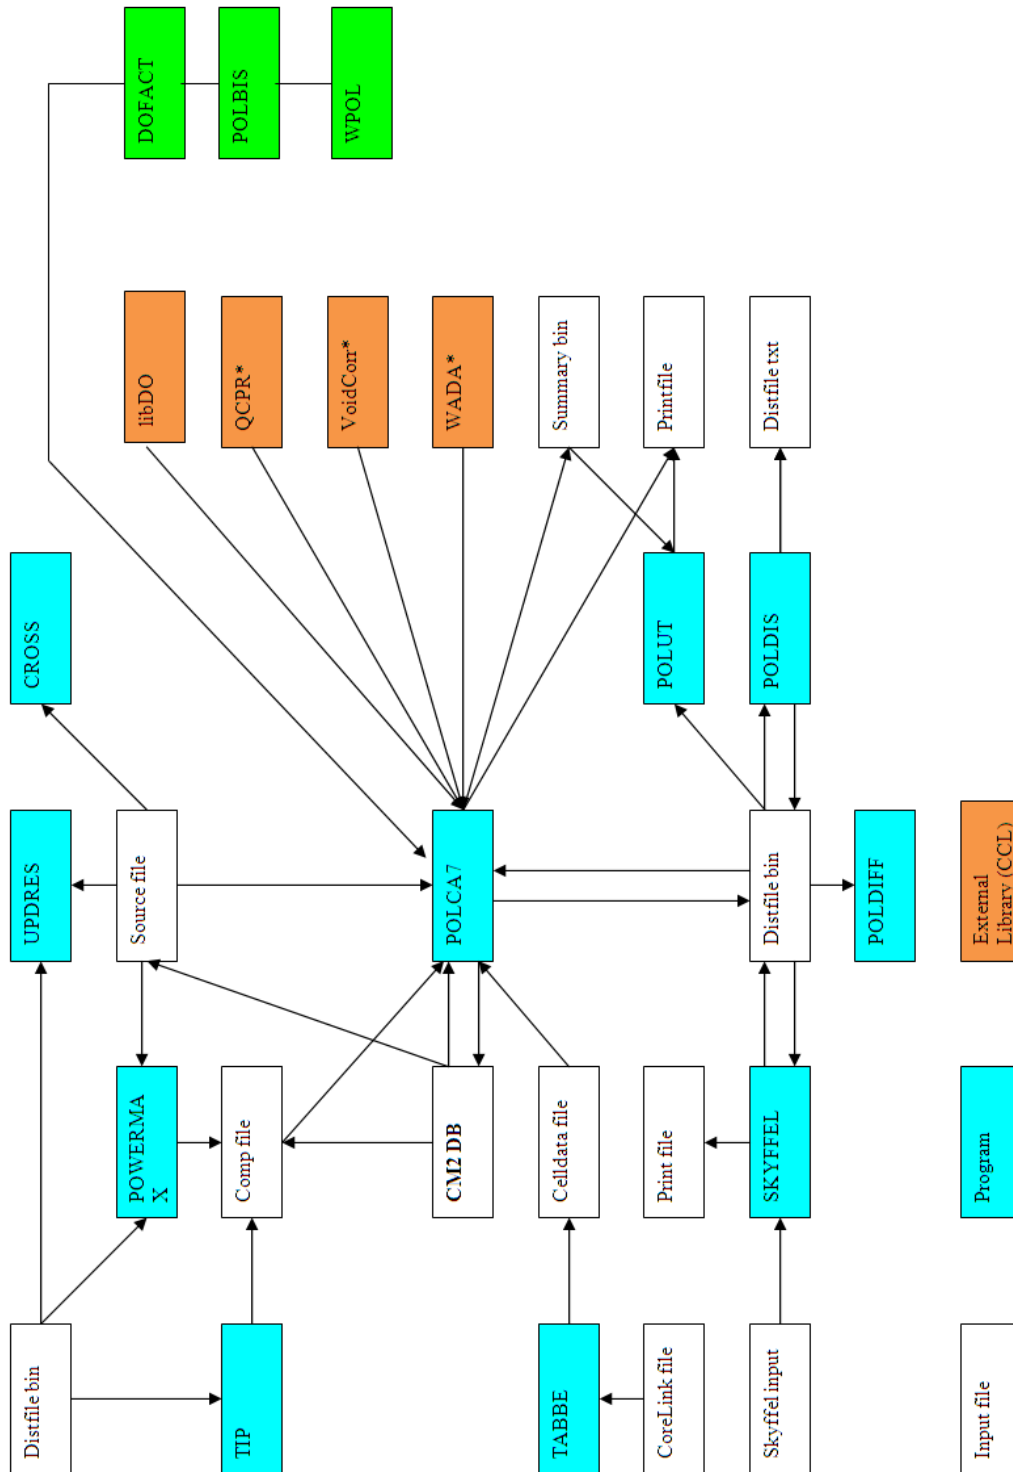 Distfile bin
UPDRES
CROSS
POWERMA
X
Source file
libDO
DOFACT
TIP
Comp file
QCPR*
POLBIS
VoidCorr*
WPOL
CM2 DB
POLCA7
WADA*
TABBE
Celldata file
Summary bin
CoreLink file
Print file
POLUT
Printfile
Skyffel input
SKYFFEL
Distfile bin
POLDIS
Distfile txt
POLDIFF
Input file
Program
External
Library (CCL)